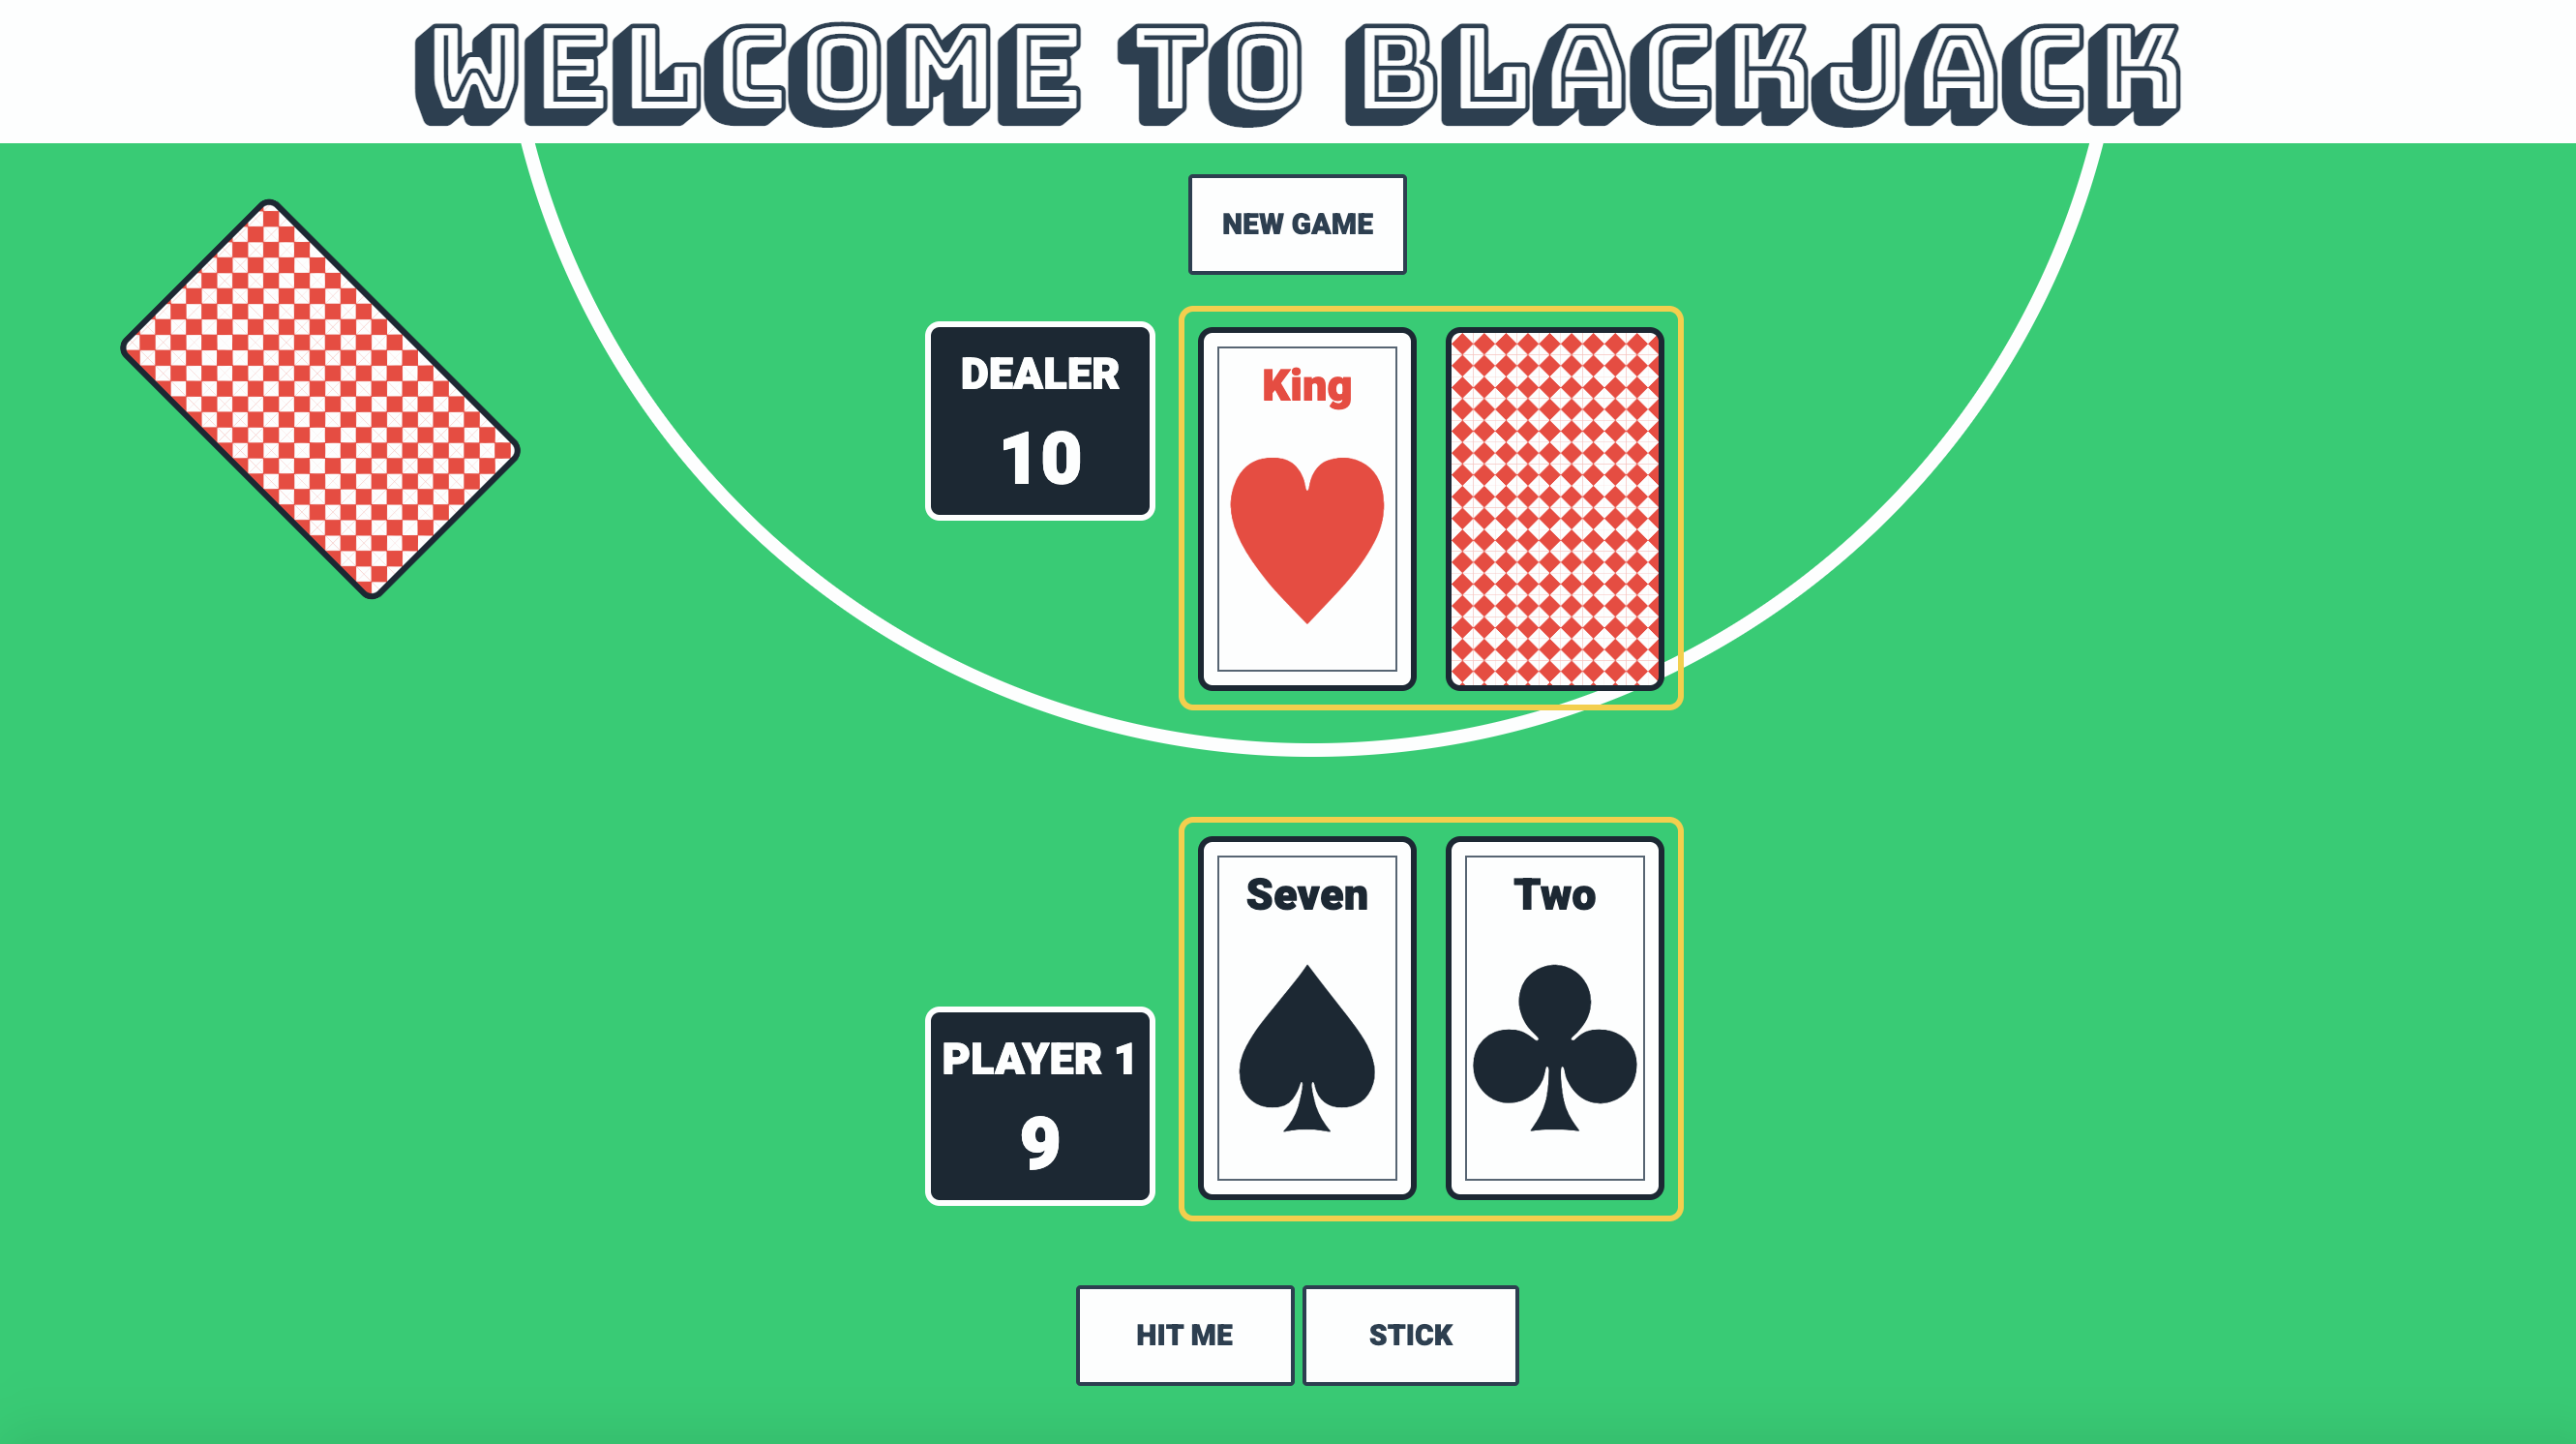 WELCOME TO BLACKJACK
NEW GAME
DEALER
10
King
PLAYER 1
9
Seven
Two
HIT ME
STICK